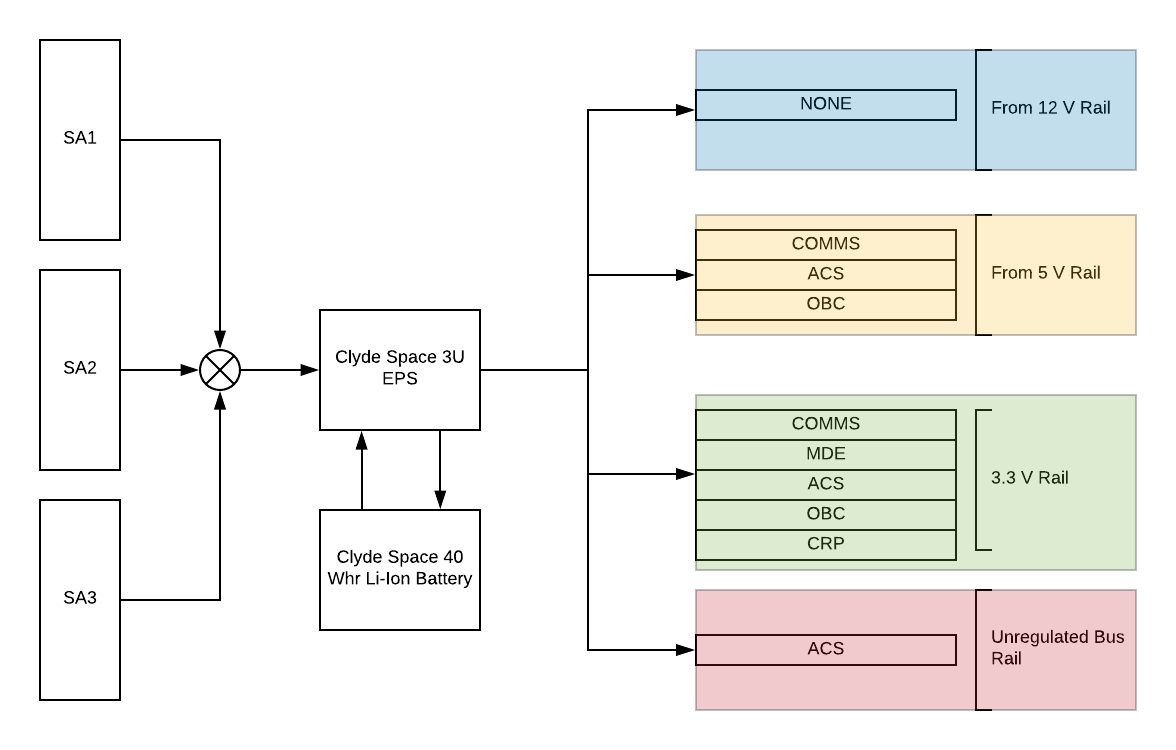 SA1
SA2
SA3
Clyde Space 3U
EPS
Clyde Space 40
Whr Li-Ion Battery
NONE
From 12 V Rail
COMMS
ACS
OBC
From 5 V Rail
COMMS
MDE
ACS
OBC
CRP
3.3 V Rail
ACS
Unregulated Bus
Rail